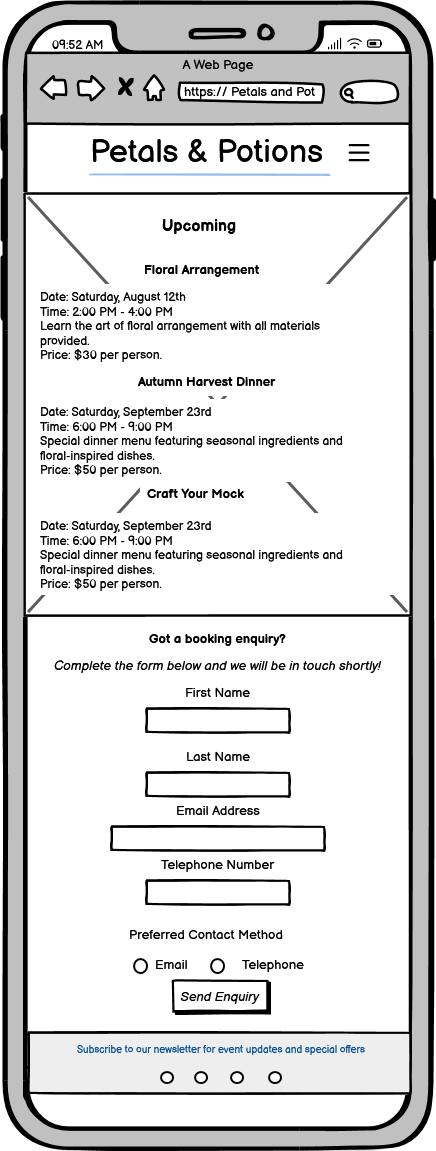 09:52 AM
A Web Page
https:// Petals and Pot
Petals & Potions
Upcoming
Floral Arrangement
Date: Saturday, August 12th
Time: 2:00 PM - 4:00 PM
Learn the art of floral arrangement with all materials
provided.
Price: $30 per person.
Autumn Harvest Dinner
Date: Saturday, September 23rd
Time: 6:00 PM - 9:00 PM
Special dinner menu featuring seasonal ingredients and
floral-inspired dishes.
Price: $50 per person.
Craft Your Mock
Date: Saturday, September 23rd
Time: 6:00 PM - 9:00 PM
Special dinner menu featuring seasonal ingredients and
floral-inspired dishes.
Price: $50 per person.
Got a booking enquiry?
Complete the form below and we will be in touch shortly!
First Name
Last Name
Email Address
Telephone Number
Preferred Contact Method
Email Telephone
Send Enquiry
Subscribe to our newsletter for event updates and special offers